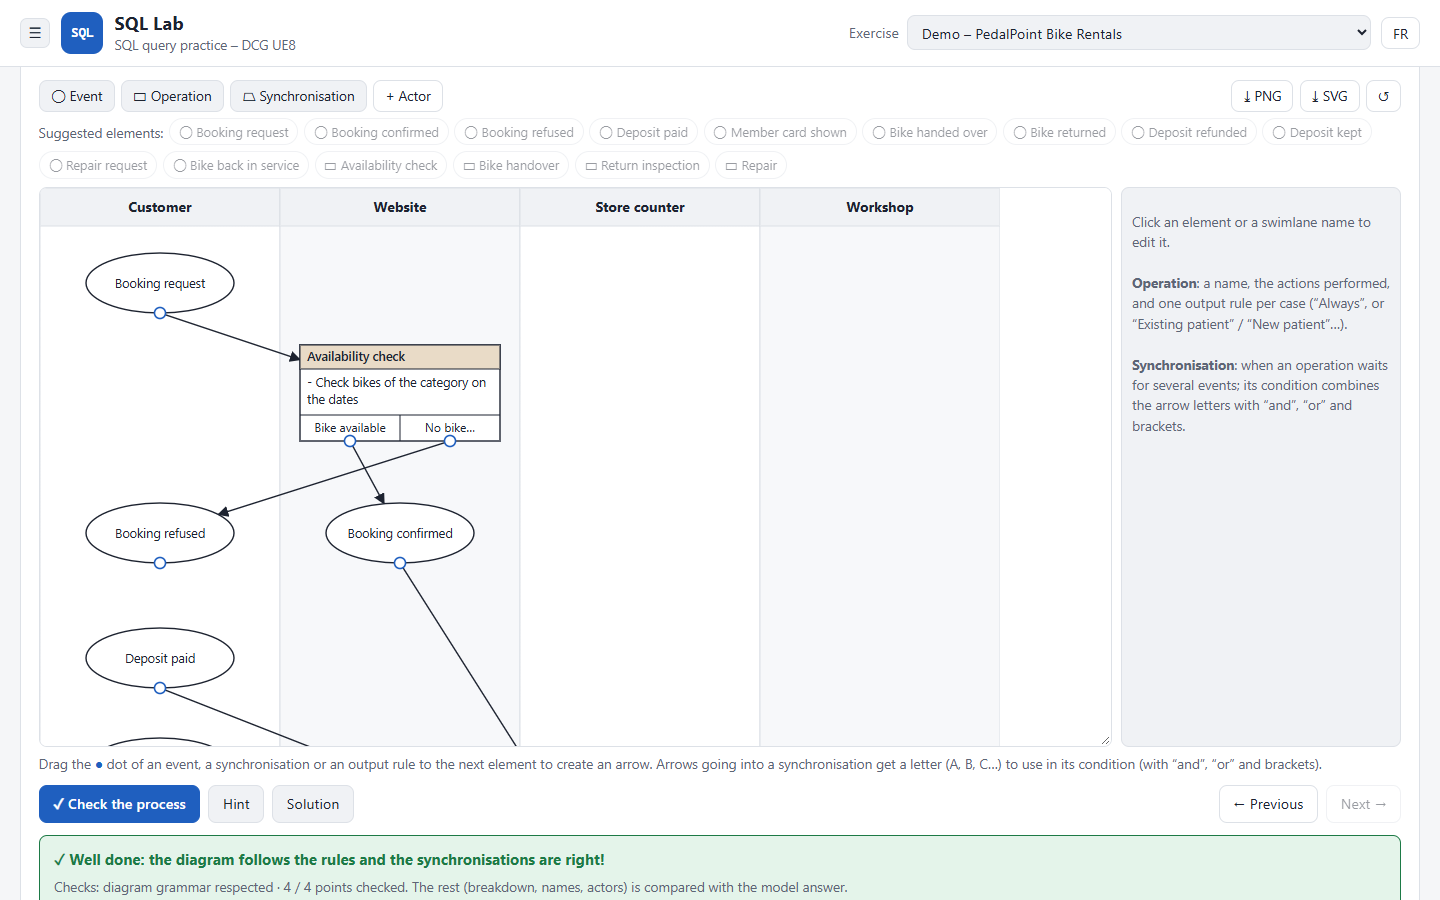 ☰ SQL SQL Lab
SQL query practice – DCG UE8
Exercise Demo – PedalPoint Bike Rentals FR
Event Operation Synchronisation + Actor
⤓ PNG ⤓ SVG ↺
Suggested elements: Booking request Booking confirmed Booking refused Deposit paid Member card shown Bike handed over Bike returned Deposit refunded Deposit kept
Repair request Bike back in service Availability check Bike handover Return inspection Repair
Customer Website Store counter Workshop
Booking request
Availability check
- Check bikes of the category on
the dates
Bike available No bike...
Booking refused Booking confirmed
Deposit paid
Click an element or a swimlane name to
edit it.
Operation: a name, the actions performed,
and one output rule per case (“Always”, or
“Existing patient” / “New patient”…).
Synchronisation: when an operation waits
for several events; its condition combines
the arrow letters with “and”, “or” and
brackets.
Drag the ● dot of an event, a synchronisation or an output rule to the next element to create an arrow. Arrows going into a synchronisation get a letter (A, B, C…) to use in its condition (with “and”, “or” and brackets).
✓ Check the process Hint Solution ← Previous Next →
✓ Well done: the diagram follows the rules and the synchronisations are right!
Checks: diagram grammar respected · 4 / 4 points checked. The rest (breakdown, names, actors) is compared with the model answer.